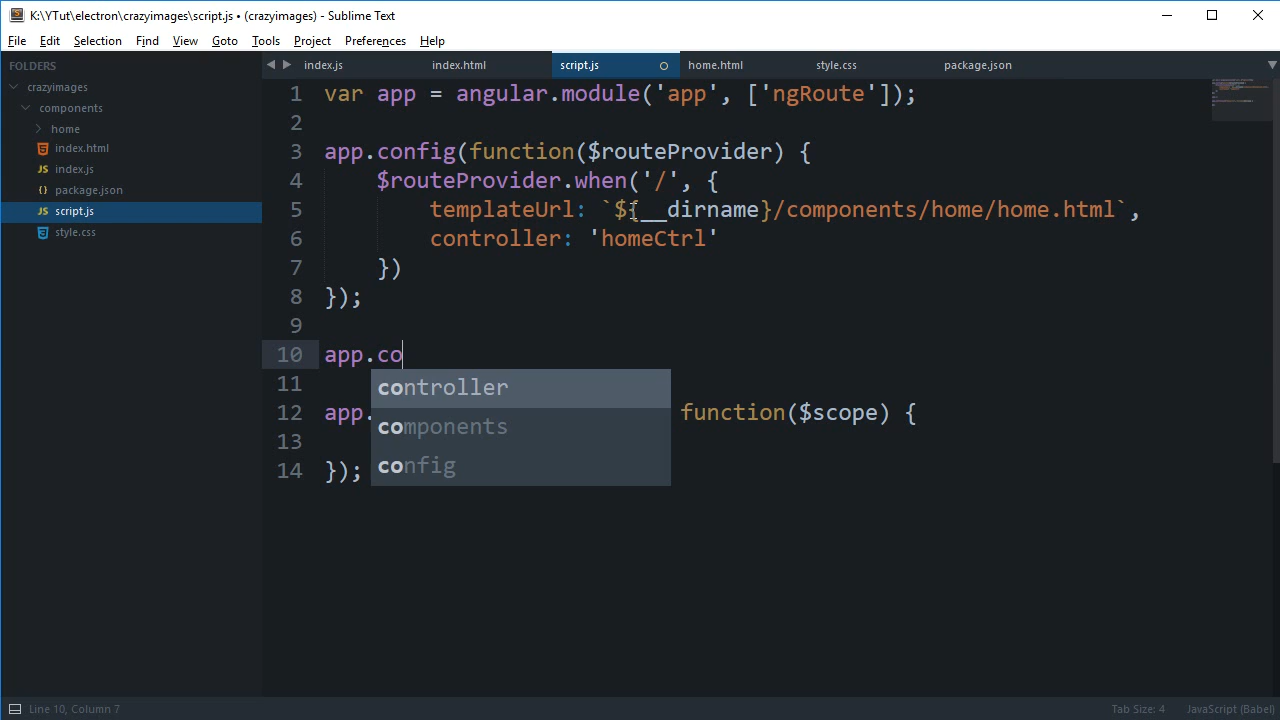 K:\YTut\electron\crazyimages\script.js • (crazyimages) - Sublime Text
File Edit Selection Find View Goto Tools Project Preferences Help
FOLDERS
crazyimages
components
home
index.html
index.js
package.json
script.js
style.css
index.js index.html script.js home.html style.css package.json
1 var app = angular.module('app', ['ngRoute']);
2
3 app.config(function($routeProvider) {
4 $routeProvider.when('/', {
5 templateUrl: `${__dirname}/components/home/home.html`,
6 controller: 'homeCtrl'
7 })
8 });
9
10 app.co
11 controller
12 app. function($scope) {
components
13
config
14 });
Line 10, Column 7 Tab Size: 4 JavaScript (Babel)